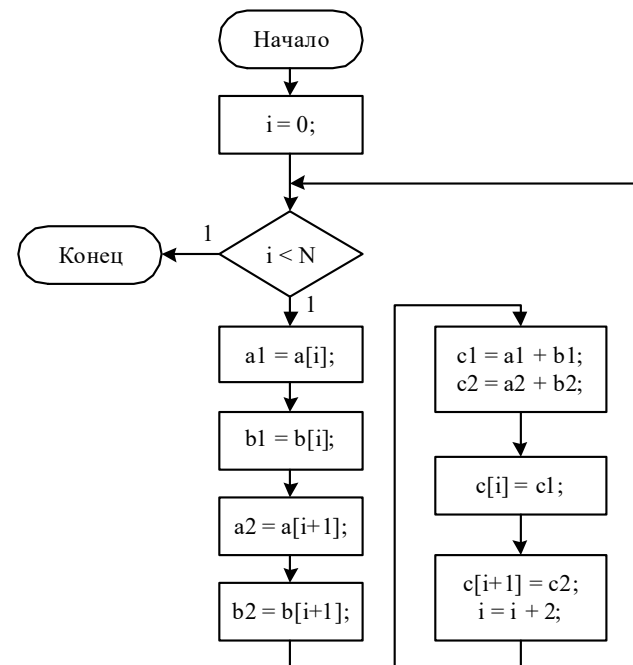 Начало
i = 0;
i < N
1
Конец
1
a1 = a[i];
b1 = b[i];
a2 = a[i+1];
b2 = b[i+1];
c1 = a1 + b1;
c2 = a2 + b2;
c[i] = c1;
c[i+1] = c2;
i = i + 2;